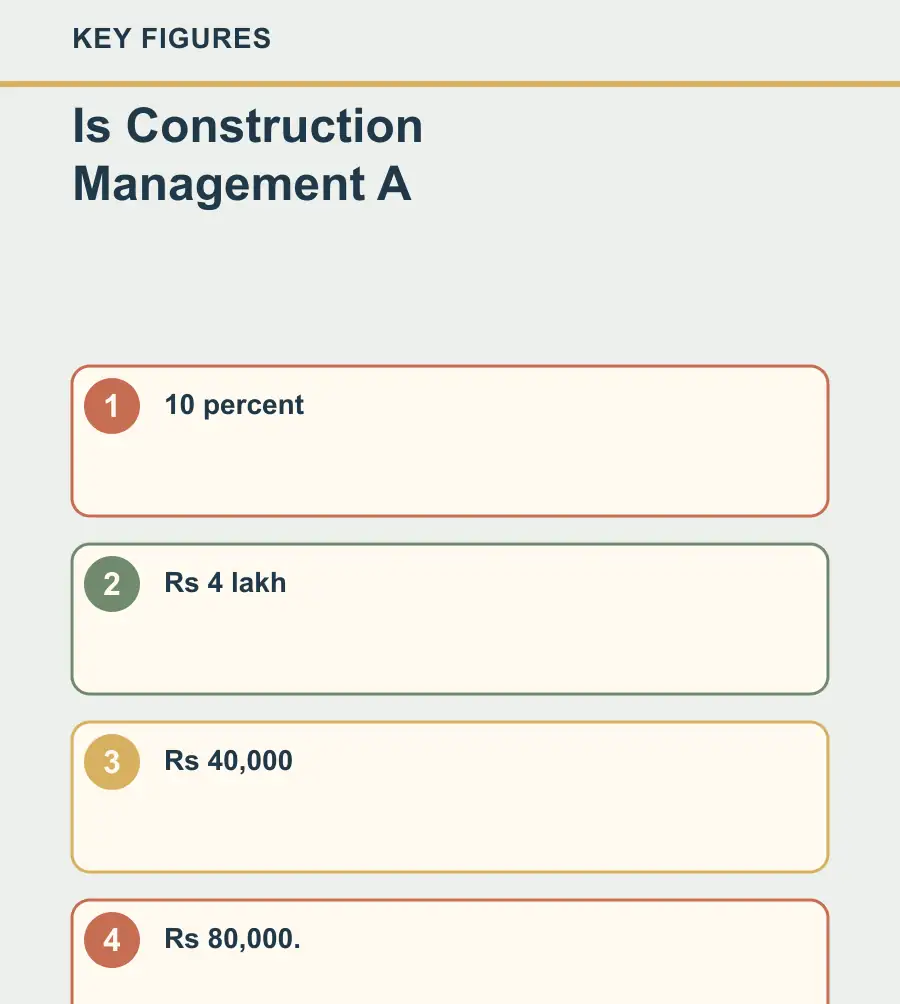 KEY FIGURES
Is Construction
Management A
1 10 percent
2 Rs 4 lakh
3 Rs 40,000
4 Rs 80,000.